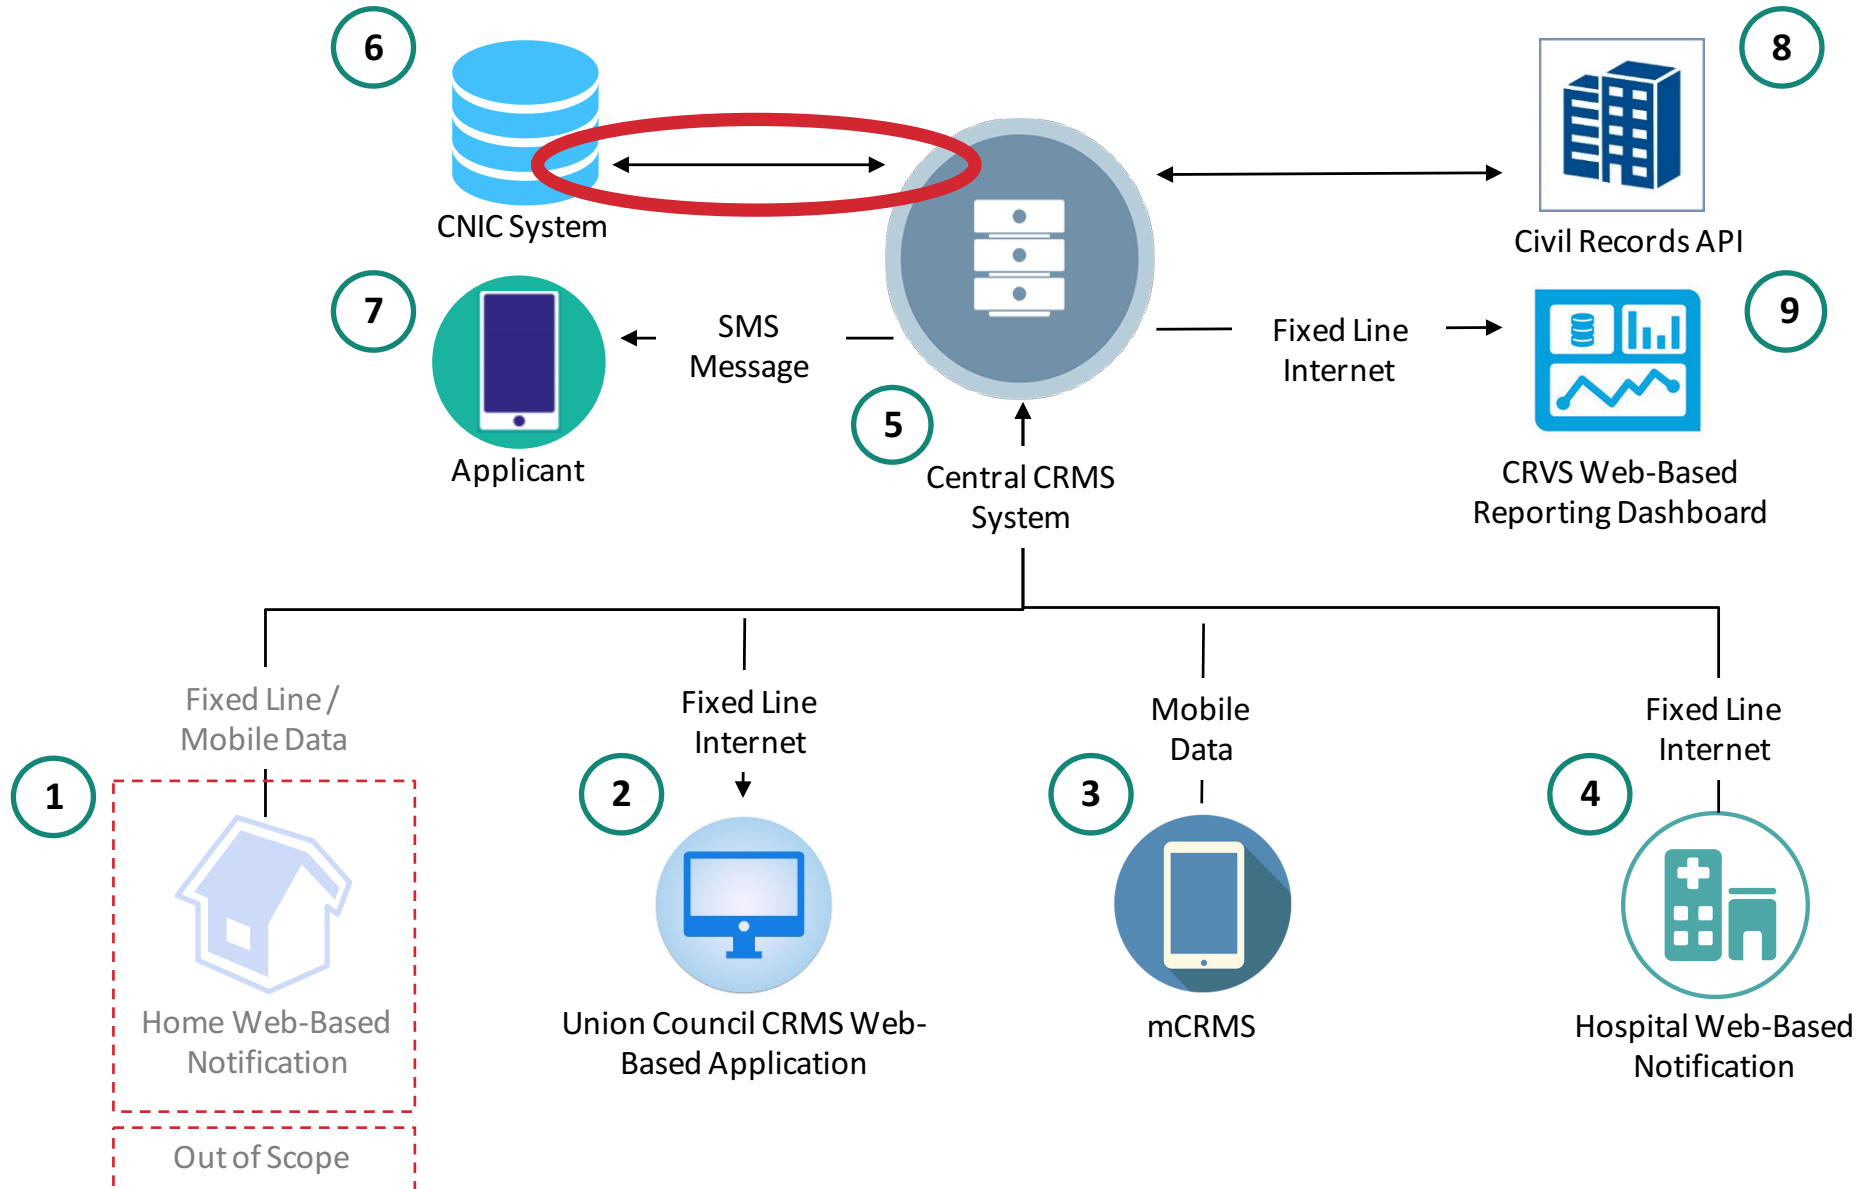 6
8
CNIC System
Civil Records API
7
9
SMS
Message
Fixed Line
Internet
5
Applicant
Central CRMS
System
CRVS Web-Based
Reporting Dashboard
Fixed Line /
Mobile Data
Fixed Line
Internet
Mobile
Data
Fixed Line
Internet
1
2
3
4
Home Web-Based
Notification
Union Council CRMS Web-
Based Application
mCRMS
Hospital Web-Based
Notification
Out of Scope